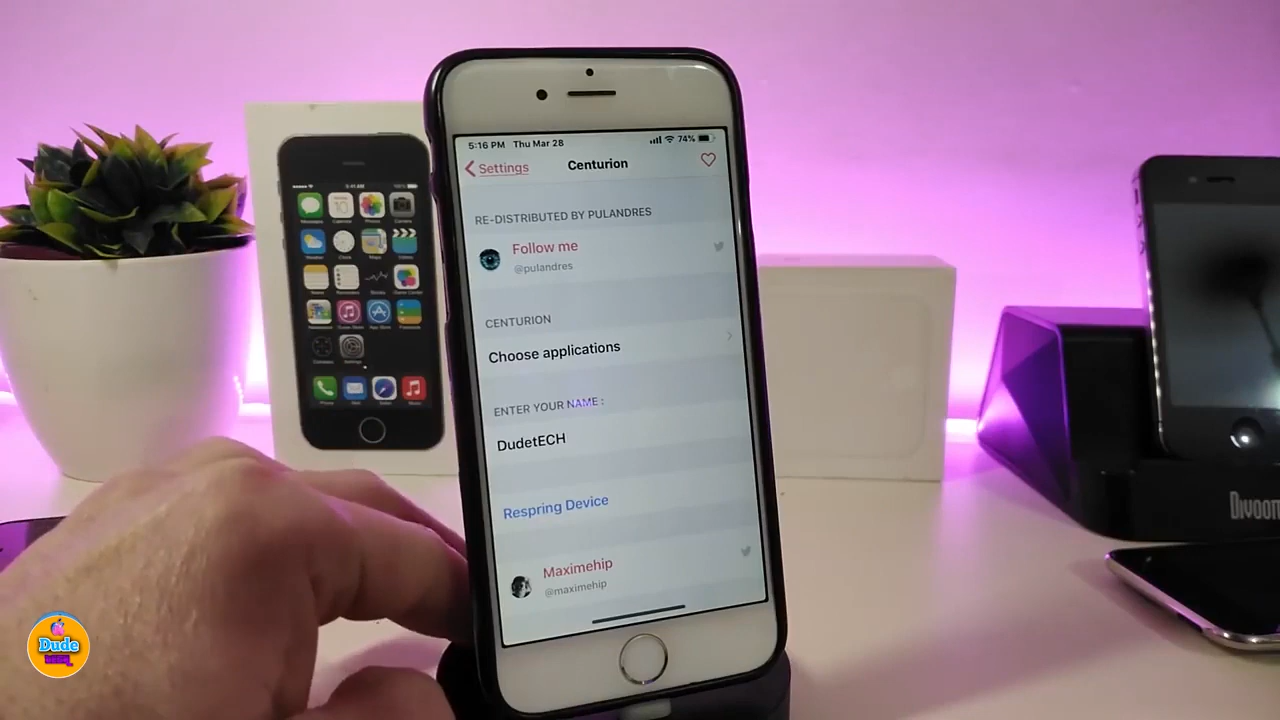 5:16 PM Thu Mar 28
74%
Settings
Centurion
RE-DISTRIBUTED BY PULANDRES
Follow me
@pulandres
CENTURION
Choose applications
ENTER YOUR NAME :
DudetECH
Respring Device
Maximehip
@maximehip
Divoom
Dude